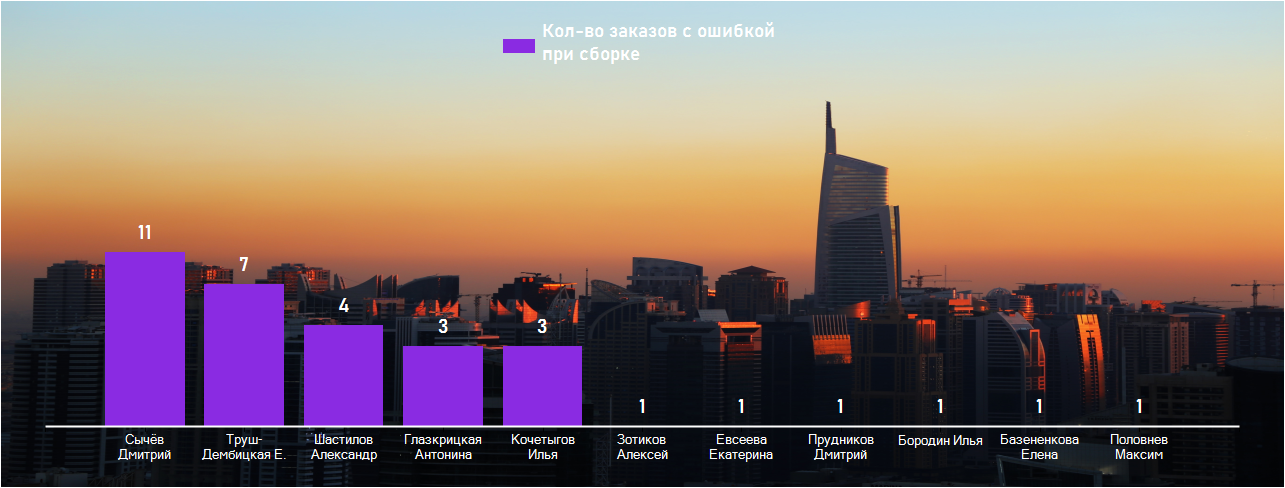 Кол-во заказов с ошибкой
при сборке
11
7
4
3
3
1
1
1
1
1
1
Сычёв
Дмитрий
Труш-
Дембицкая Е.
Шастилов
Александр
Глазкрицкая
Антонина
Кочетыгов
Илья
Зотиков
Алексей
Евсеева
Екатерина
Прудников
Дмитрий
Бородин Илья
Базененкова
Елена
Половнев
Максим